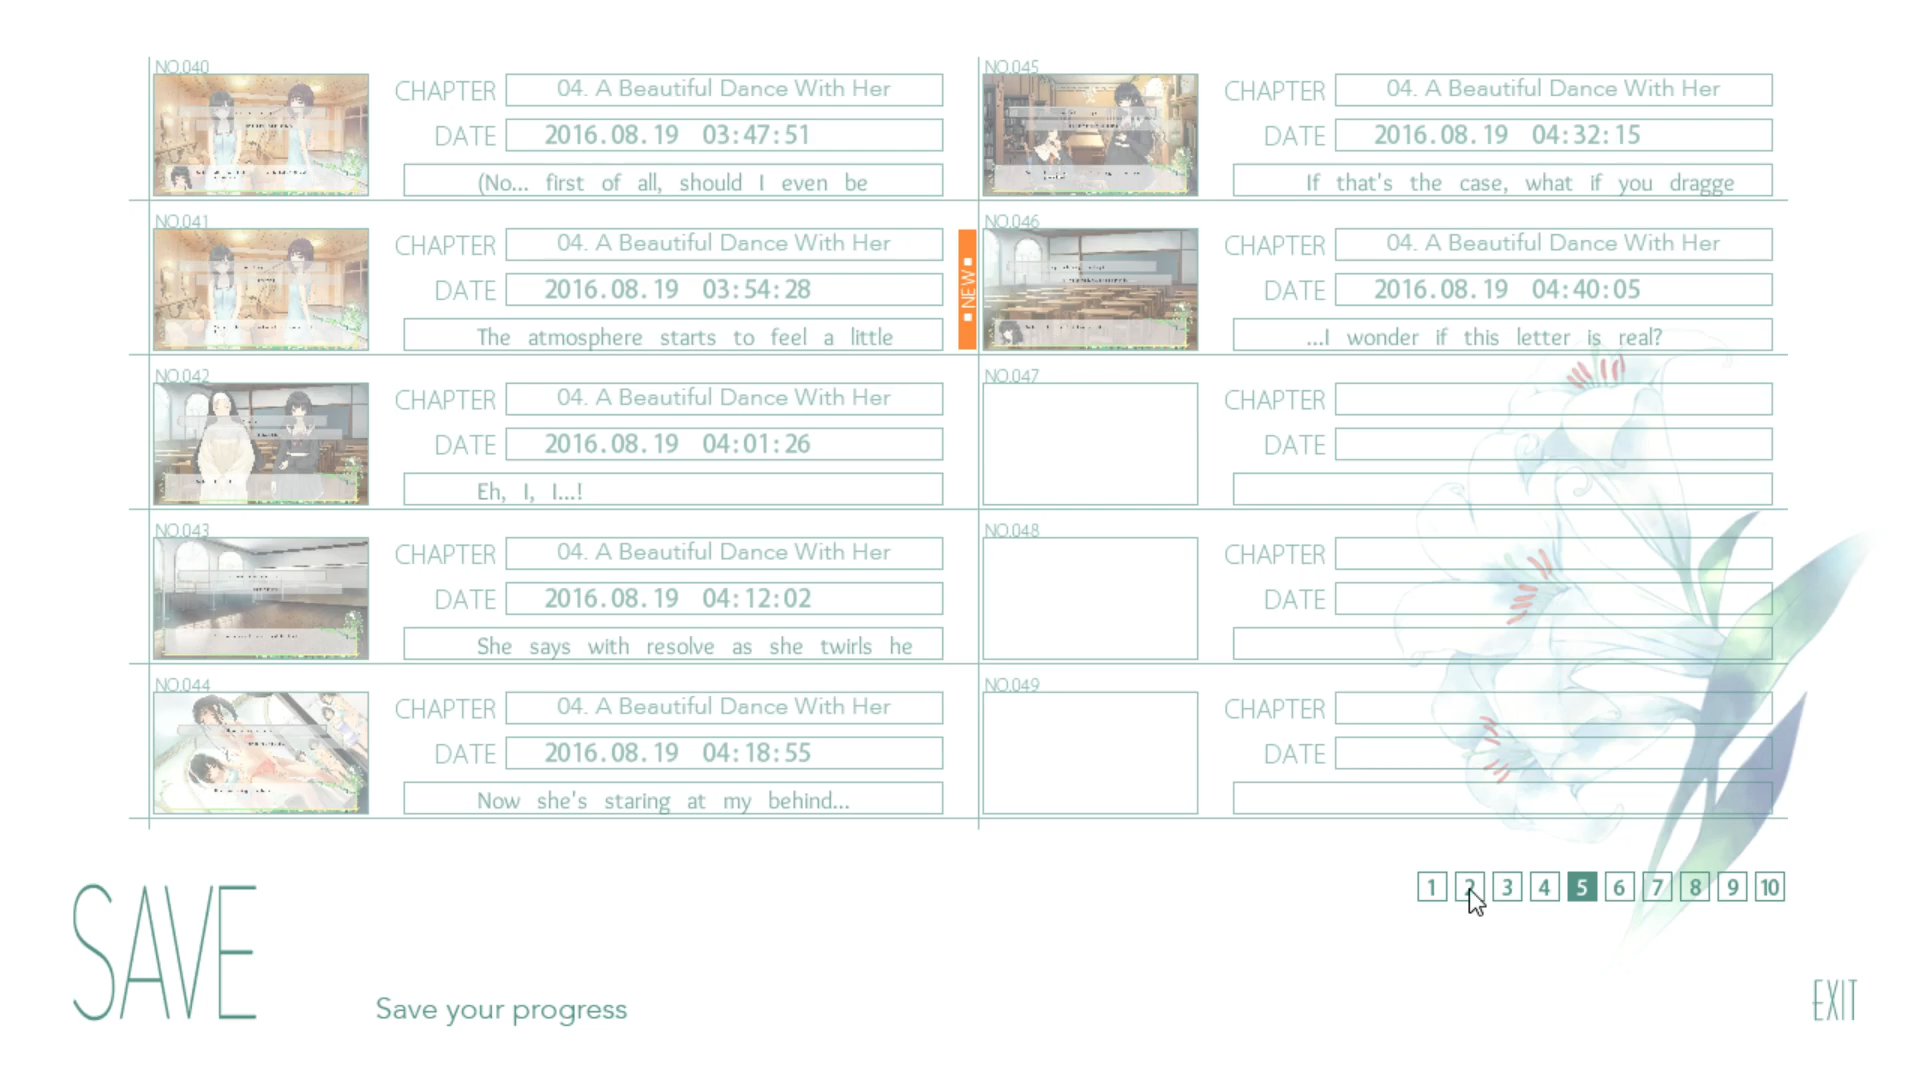 NO.040
CHAPTER 04. A Beautiful Dance With Her
DATE 2016.08.19 03:47:51
(No... first of all, should I even be
NO.041
CHAPTER 04. A Beautiful Dance With Her
DATE 2016.08.19 03:54:28
The atmosphere starts to feel a little
NO.042
CHAPTER 04. A Beautiful Dance With Her
DATE 2016.08.19 04:01:26
Eh, I, I...!
NO.043
CHAPTER 04. A Beautiful Dance With Her
DATE 2016.08.19 04:12:02
She says with resolve as she twirls he
NO.044
CHAPTER 04. A Beautiful Dance With Her
DATE 2016.08.19 04:18:55
Now she's staring at my behind...
NO.045
CHAPTER 04. A Beautiful Dance With Her
DATE 2016.08.19 04:32:15
If that's the case, what if you dragge
NEW
NO.046
CHAPTER 04. A Beautiful Dance With Her
DATE 2016.08.19 04:40:05
...I wonder if this letter is real?
NO.047
CHAPTER
DATE
NO.048
CHAPTER
DATE
NO.049
CHAPTER
DATE
1 2 3 4 5 6 7 8 9 10
SAVE
Save your progress
EXIT